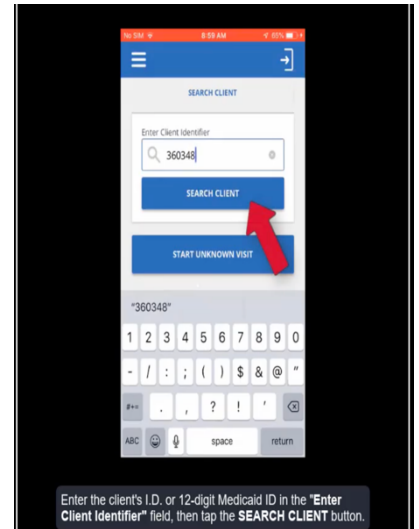 No SIM 8:59 AM 65%
SEARCH CLIENT
Enter Client Identifier
360348
SEARCH CLIENT
START UNKNOWN VISIT
"360348"
1 2 3 4 5 6 7 8 9 0
- / : ; ( ) $ & @ "
#+= . , ? ! '
ABC space return
Enter the client's I.D. or 12-digit Medicaid ID in the "Enter
Client Identifier" field, then tap the SEARCH CLIENT button.